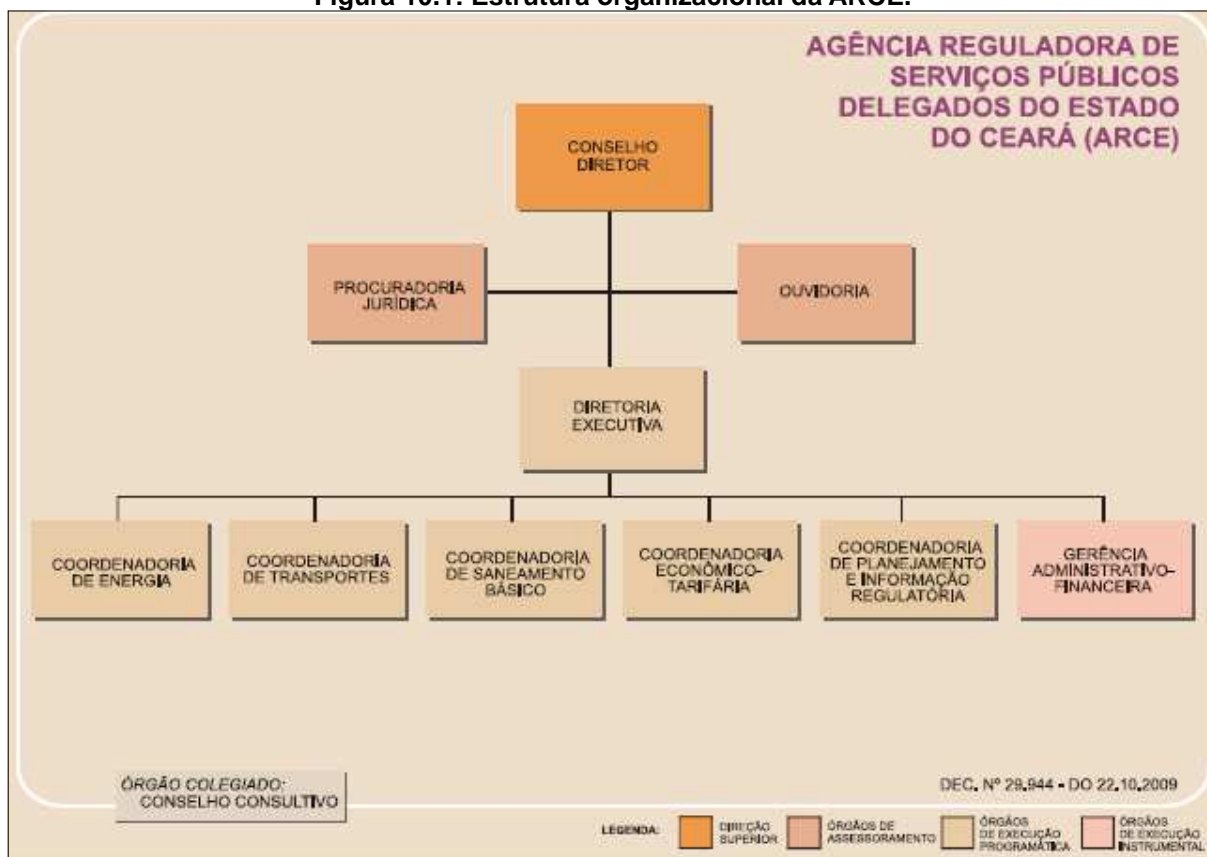 Figura 10.1: Estrutura organizacional da ARCE.
AGÊNCIA REGULADORA DE
SERVIÇOS PÚBLICOS
DELEGADOS DO ESTADO
DO CEARÁ (ARCE)
CONSELHO
DIRETOR
PROCURADORIA
JURÍDICA
OUVIDORIA
DIRETORIA
EXECUTIVA
COORDENADORIA
DE ENERGIA
COORDENADORIA
DE TRANSPORTES
COORDENADORIA
DE SANEAMENTO
BÁSICO
COORDENADORIA
ECONÔMICO-
TARIFÁRIA
COORDENADORIA
DE PLANEJAMENTO
E INFORMAÇÃO
REGULATÓRIA
GERÊNCIA
ADMINISTRATIVO-
FINANCEIRA
ÓRGÃO COLEGIADO:
CONSELHO CONSULTIVO
DEC. Nº 29.944 - DO 22.10.2009
LEGENDA:
DIREÇÃO
SUPERIOR
ÓRGÃOS DE
ASSESSORAMENTO
ÓRGÃOS
DE EXECUÇÃO
PROGRAMÁTICA
ÓRGÃOS
DE EXECUÇÃO
INSTRUMENTAL